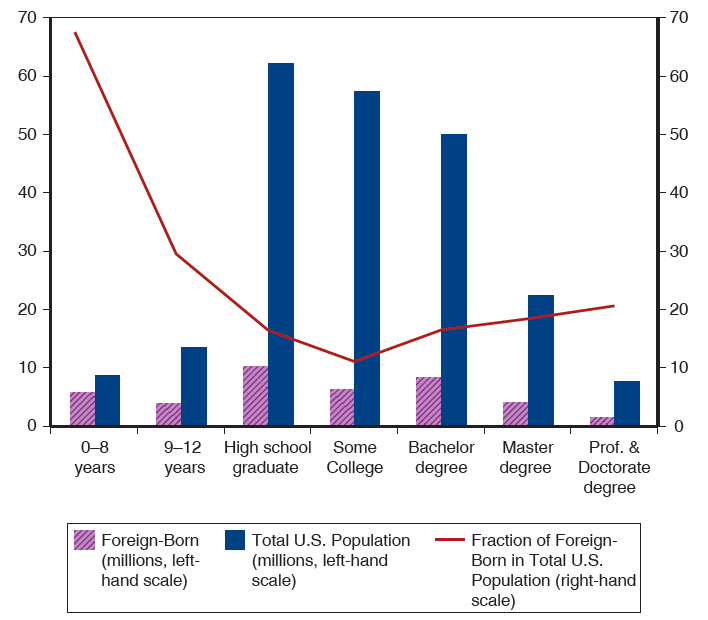 70
60
50
40
30
20
10
0
70
60
50
40
30
20
10
0
0–8
years
9–12
years
High school
graduate
Some
College
Bachelor
degree
Master
degree
Prof. &
Doctorate
degree
Foreign-Born
(millions, left-
hand scale)
Total U.S. Population
(millions, left-hand
scale)
Fraction of Foreign-
Born in Total U.S.
Population (right-hand
scale)